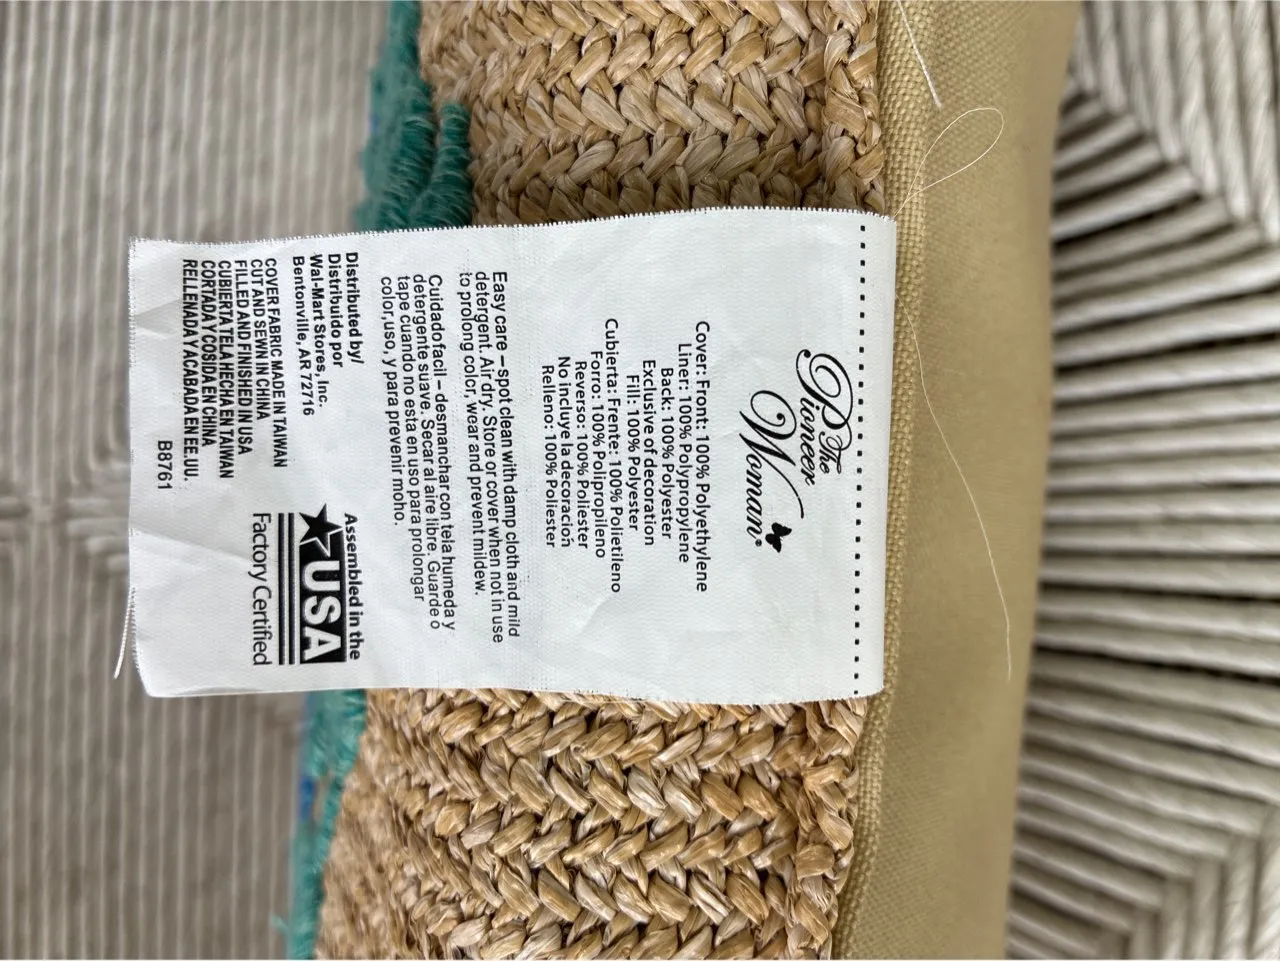 The
Pioneer
Woman®
Cover: Front: 100% Polyethylene
Liner: 100% Polypropylene
Back: 100% Polyester
Exclusive of decoration
Fill: 100% Polyester
Cubierta: Frente: 100% Polietileno
Forro: 100% Polipropileno
Reverso: 100% Poliester
No incluye la decoracion
Relleno: 100% Poliester
Easy care – spot clean with damp cloth and mild
detergent. Air dry. Store or cover when not in use
to prolong color, wear and prevent mildew.
Cuidadofacil – desmanchar con tela humeda y
detergente suave. Secar al aire libre. Guarde o
tape cuando no esta en uso para prolongar
color,uso, y para prevenir moho.
Distributed by/
Distribuido por
Wal-Mart Stores, Inc.
Bentonville, AR 72716
COVER FABRIC MADE IN TAIWAN
CUT AND SEWN IN CHINA
FILLED AND FINISHED IN USA
CUBIERTA TELA HECHA EN TAIWAN
CORTADA Y COSIDA EN CHINA
RELLENADA Y ACABADA EN EE.UU.
B8761
Assembled in the
USA
Factory Certified